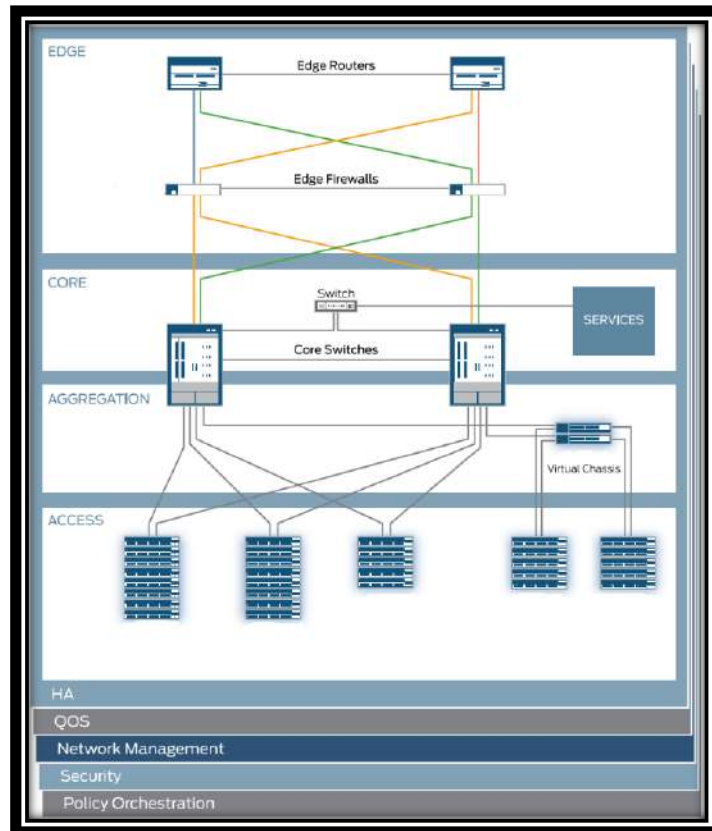 EDGE
Edge Routers
Edge Firewalls
CORE
Switch
SERVICES
Core Switches
AGGREGATION
Virtual Chassis
ACCESS
HA
QOS
Network Management
Security
Policy Orchestration